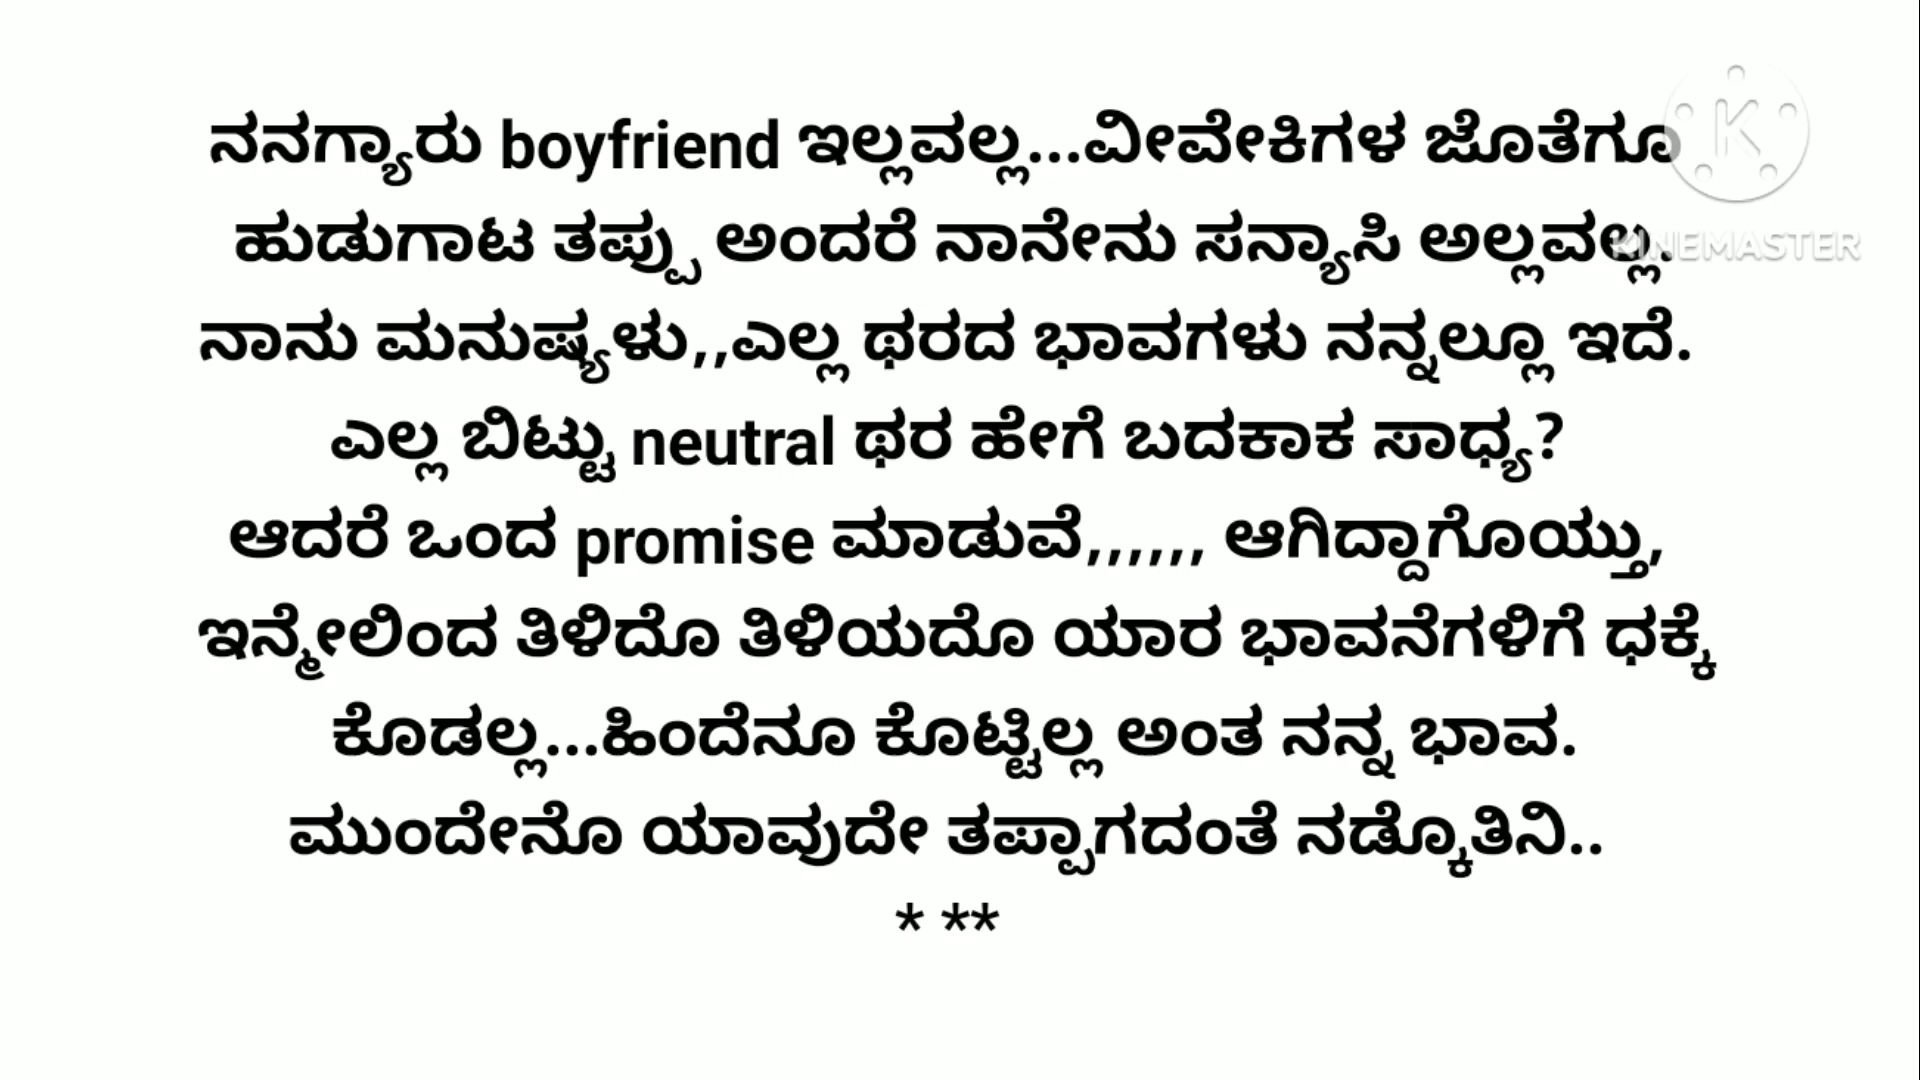 ನನಗ್ಯಾರು boyfriend ಇಲ್ಲವಲ್ಲ...ವೀವೇಕಿಗಳ ಜೊತೆಗೂ
ಹುಡುಗಾಟ ತಪ್ಪು ಅಂದರೆ ನಾನೇನು ಸನ್ಯಾಸಿ ಅಲ್ಲವಲ್ಲ.
KINEMASTER
ನಾನು ಮನುಷ್ಯಳು,,ಎಲ್ಲ ಥರದ ಭಾವಗಳು ನನ್ನಲ್ಲೂ ಇದೆ.
ಎಲ್ಲ ಬಿಟ್ಟು neutral ಥರ ಹೇಗೆ ಬದಕಾಕ ಸಾಧ್ಯ?
ಆದರೆ ಒಂದ promise ಮಾಡುವೆ,,,,,, ಆಗಿದ್ದಾಗೊಯ್ತು,
ಇನ್ಮೇಲಿಂದ ತಿಳಿದೊ ತಿಳಿಯದೊ ಯಾರ ಭಾವನೆಗಳಿಗೆ ಧಕ್ಕೆ
ಕೊಡಲ್ಲ...ಹಿಂದೆನೂ ಕೊಟ್ಟಿಲ್ಲ ಅಂತ ನನ್ನ ಭಾವ.
ಮುಂದೇನೊ ಯಾವುದೇ ತಪ್ಪಾಗದಂತೆ ನಡ್ಕೊತಿನಿ..
* **